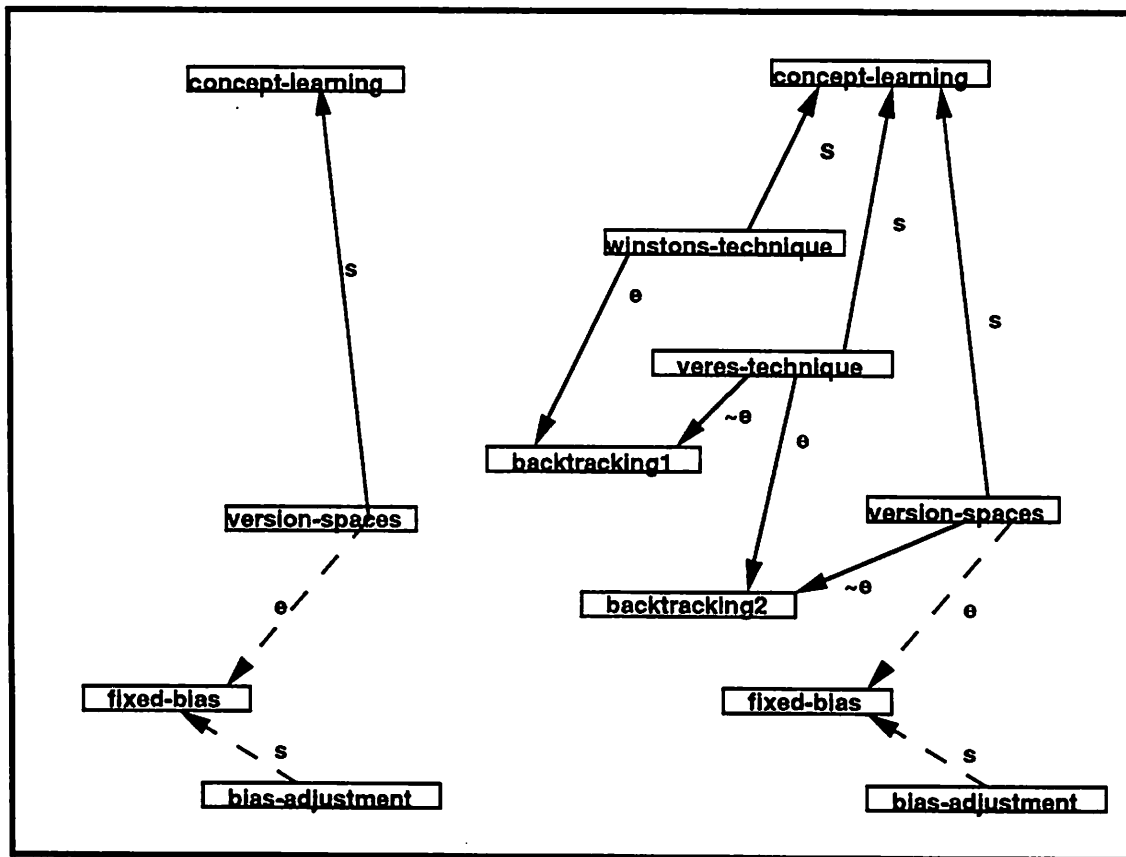 concept-learning
s
version-spaces
e
fixed-bias
s
bias-adjustment
concept-learning
s
winstons-technique
s
e
s
veres-technique
~e
e
backtracking1
version-spaces
~e
backtracking2
e
fixed-bias
s
bias-adjustment